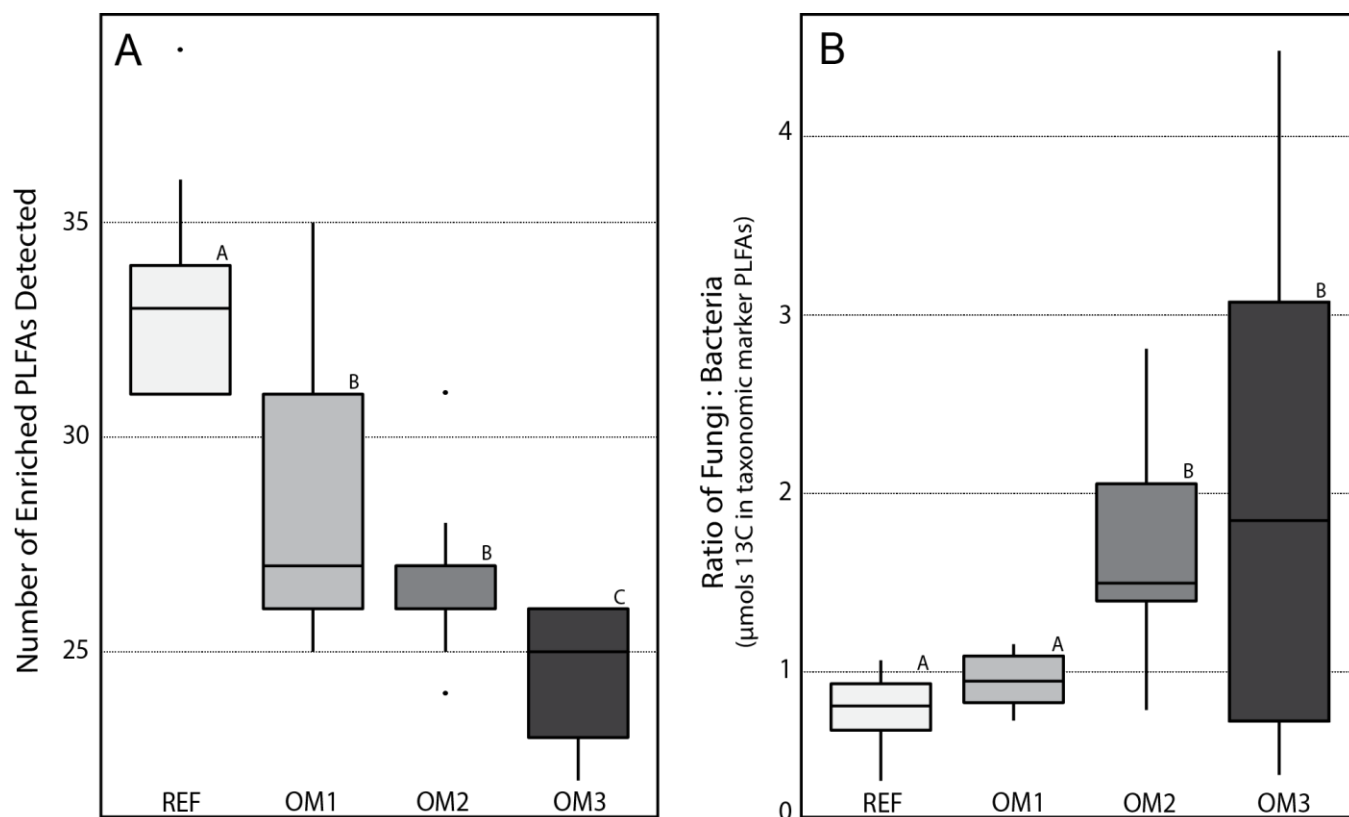 A
Number of Enriched PLFAs Detected
35
30
25
A
B
B
C
REF OM1 OM2 OM3
B
Ratio of Fungi : Bacteria
(µmols 13C in taxonomic marker PLFAs)
4
3
2
1
0
A
A
B
B
REF OM1 OM2 OM3